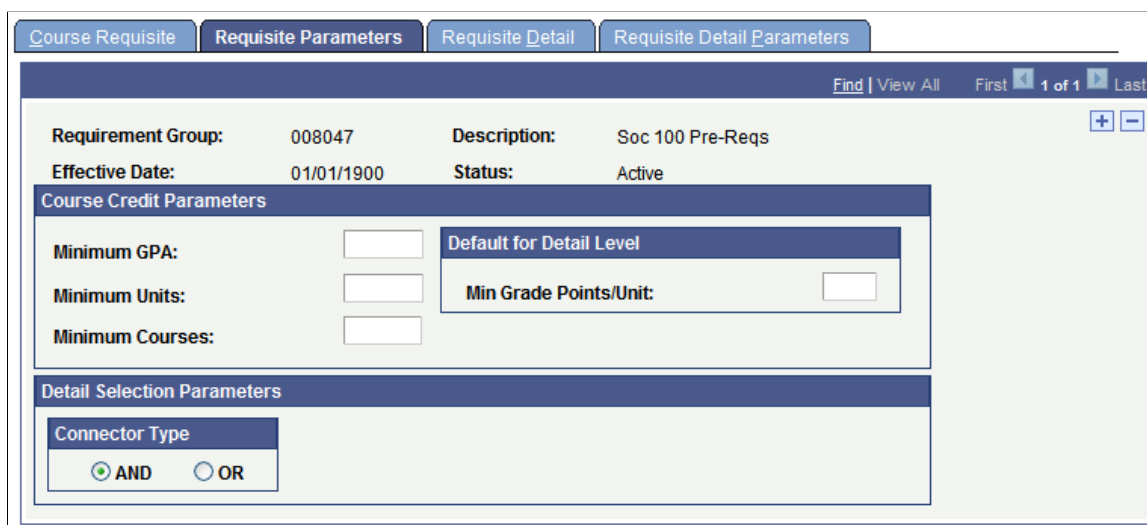 Course Requisite Requisite Parameters Requisite Detail Requisite Detail Parameters
Find | View All First 1 of 1 Last
Requirement Group: 008047 Description: Soc 100 Pre-Reqs
Effective Date: 01/01/1900 Status: Active
Course Credit Parameters
Minimum GPA:
Default for Detail Level
Minimum Units:
Min Grade Points/Unit:
Minimum Courses:
Detail Selection Parameters
Connector Type
AND OR